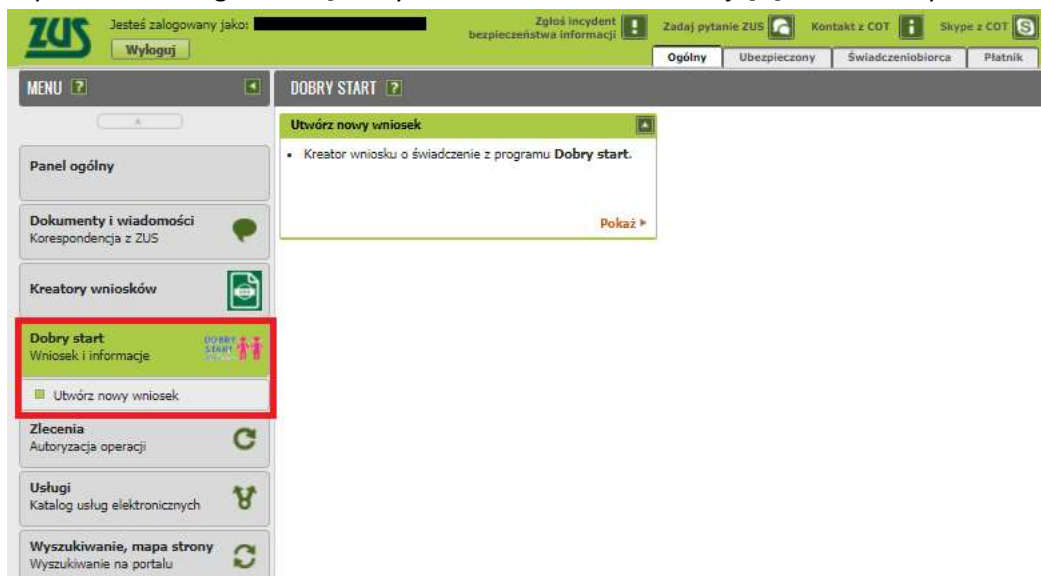 ZUS
Jesteś zalogowany jako:
Wyloguj
Zgłoś incydent
bezpieczeństwa informacji
Zadaj pytanie ZUS
Kontakt z COT
Skype z COT
Ogólny
Ubezpieczony
Świadczeniobiorca
Płatnik
MENU ?
DOBRY START ?
Utwórz nowy wniosek
• Kreator wniosku o świadczenie z programu Dobry start.
Pokaż
Panel ogólny
Dokumenty i wiadomości
Korespondencja z ZUS
Kreatory wniosków
Dobry start
Wniosek i informacje
DOBRY
START
Utwórz nowy wniosek
Zlecenia
Autoryzacja operacji
Usługi
Katalog usług elektronicznych
Wyszukiwanie, mapa strony
Wyszukiwanie na portalu